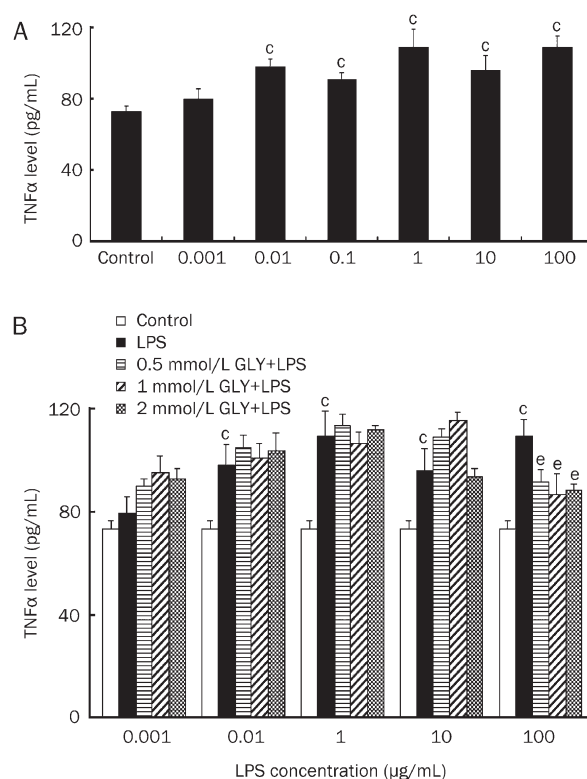 A
TNFα level (pg/mL)
120
80
40
0
c
c
c
c
c
Control 0.001 0.01 0.1 1 10 100
B
Control
LPS
0.5 mmol/L GLY+LPS
1 mmol/L GLY+LPS
2 mmol/L GLY+LPS
TNFα level (pg/mL)
120
80
40
0
c
c
c
c
e
e
e
0.001 0.01 1 10 100
LPS concentration (μg/mL)